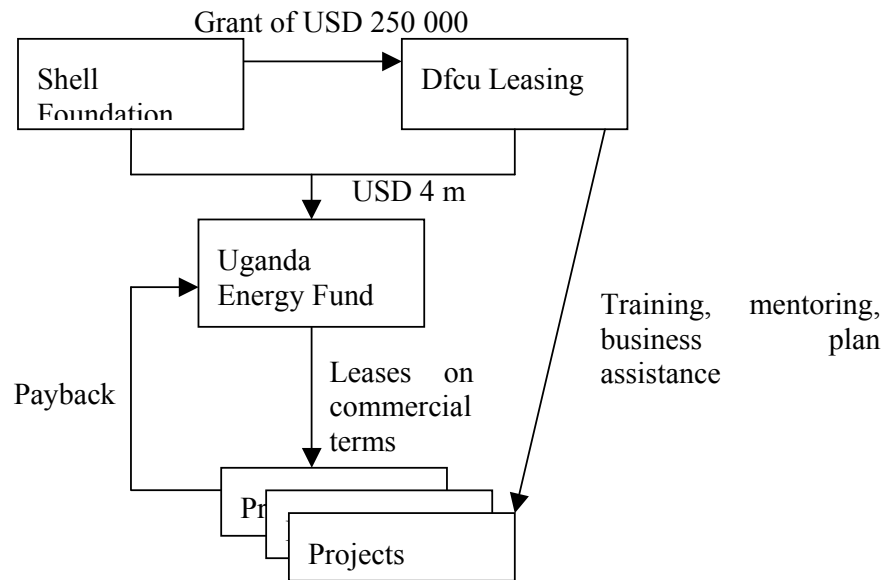 Grant of USD 250 000
Shell
Foundation
Dfcu Leasing
USD 4 m
Uganda
Energy Fund
Training, mentoring,
business plan
assistance
Payback
Leases on
commercial
terms
Pr
Projects